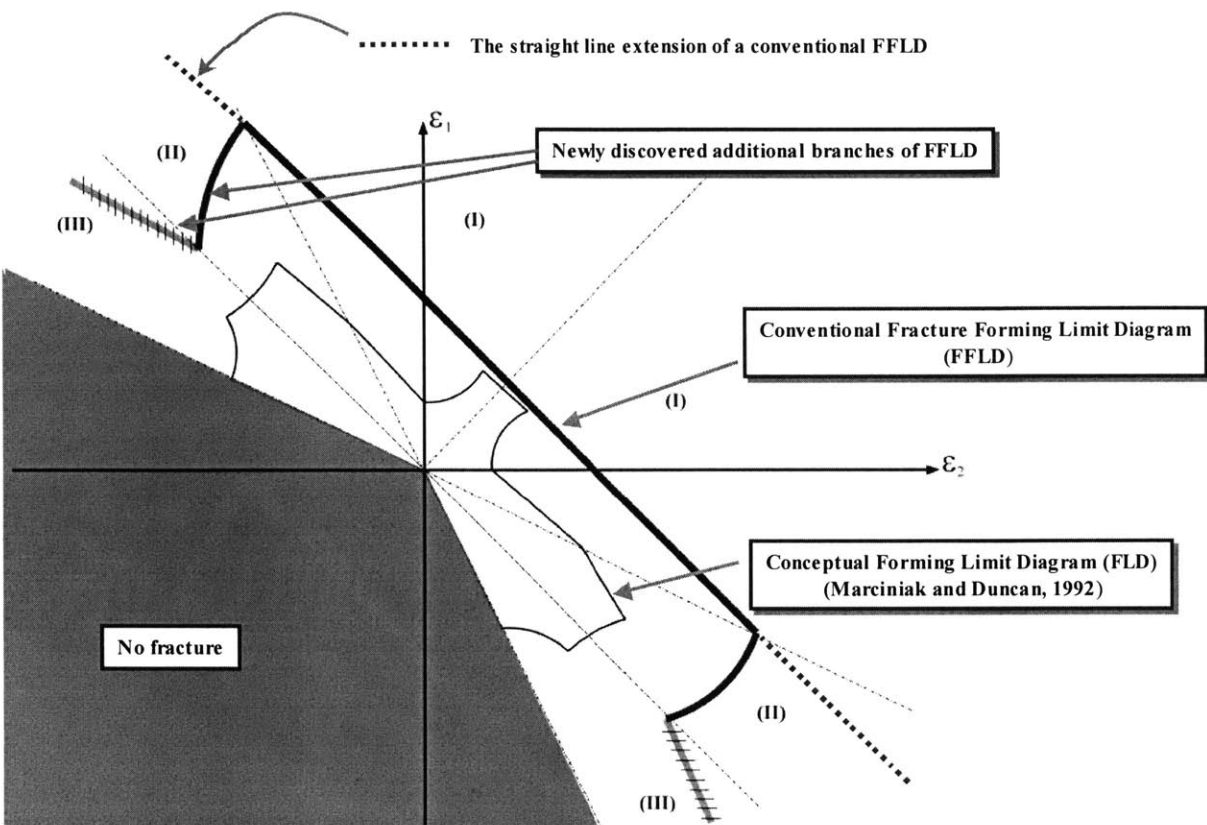 The straight line extension of a conventional FFLD
ε1
(II)
Newly discovered additional branches of FFLD
(III)
(I)
Conventional Fracture Forming Limit Diagram
(FFLD)
(I)
ε2
Conceptual Forming Limit Diagram (FLD)
(Marciniak and Duncan, 1992)
No fracture
(II)
(III)